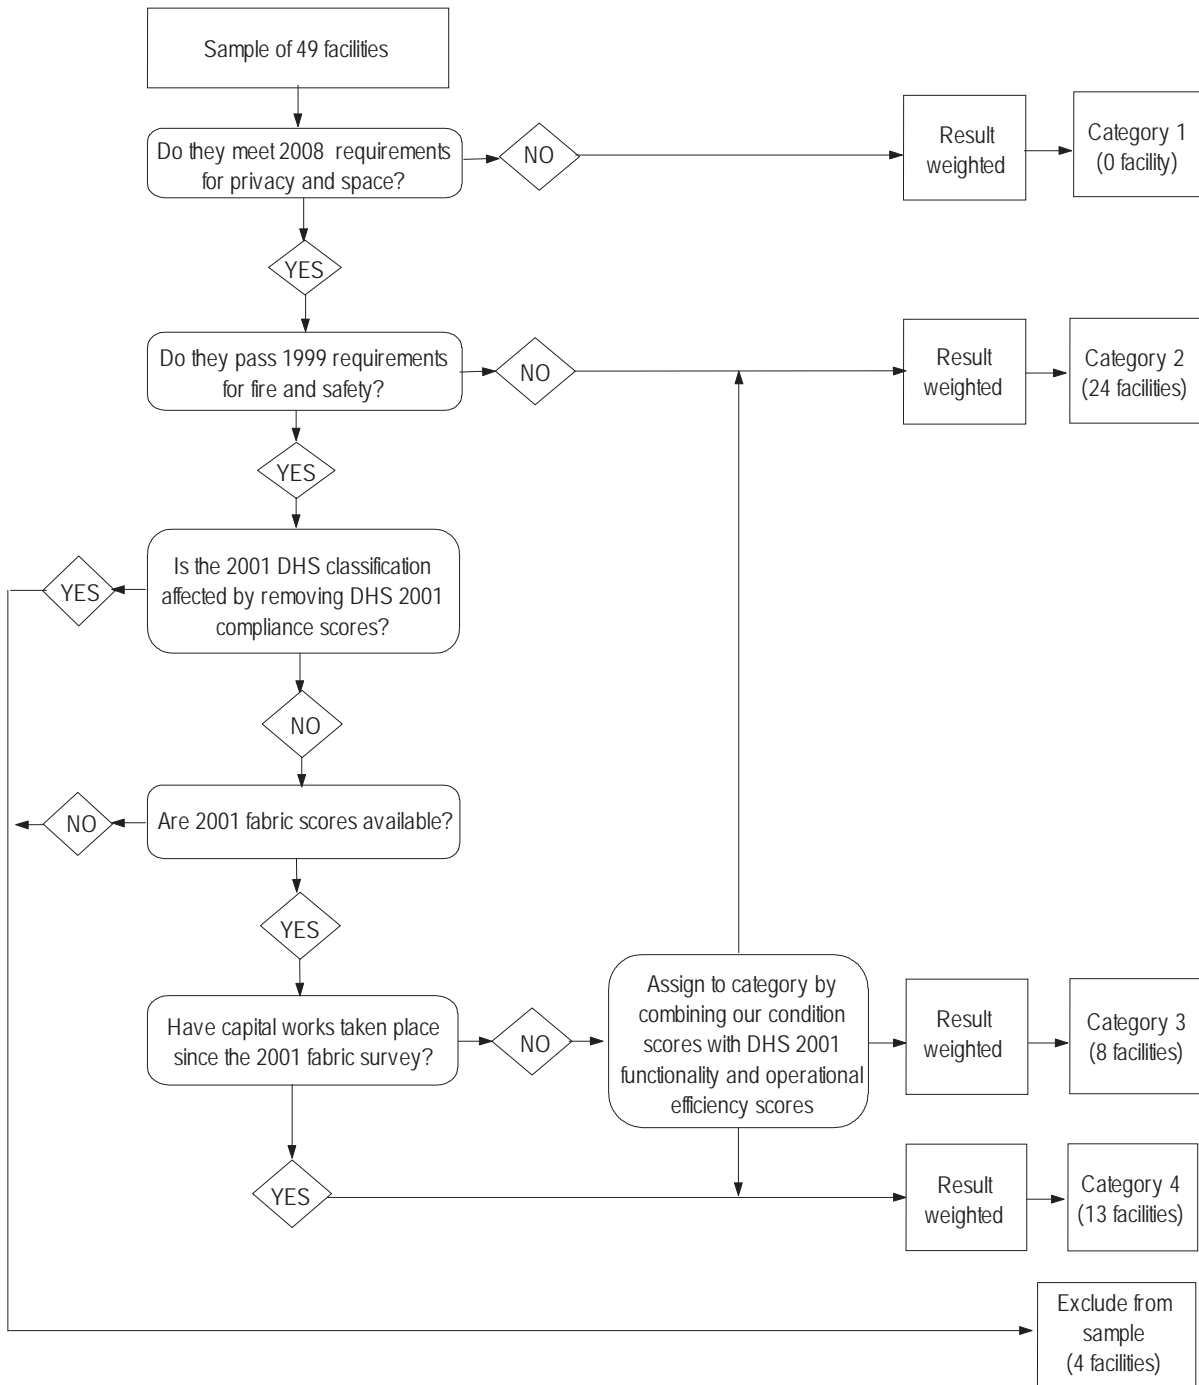 Sample of 49 facilities
Do they meet 2008 requirements
for privacy and space?
NO
Result
weighted
Category 1
(0 facility)
YES
Do they pass 1999 requirements
for fire and safety?
NO
Result
weighted
Category 2
(24 facilities)
YES
Is the 2001 DHS classification
affected by removing DHS 2001
compliance scores?
YES
NO
Are 2001 fabric scores available?
NO
YES
Have capital works taken place
since the 2001 fabric survey?
NO
Assign to category by
combining our condition
scores with DHS 2001
functionality and operational
efficiency scores
Result
weighted
Category 3
(8 facilities)
YES
Result
weighted
Category 4
(13 facilities)
Exclude from
sample
(4 facilities)